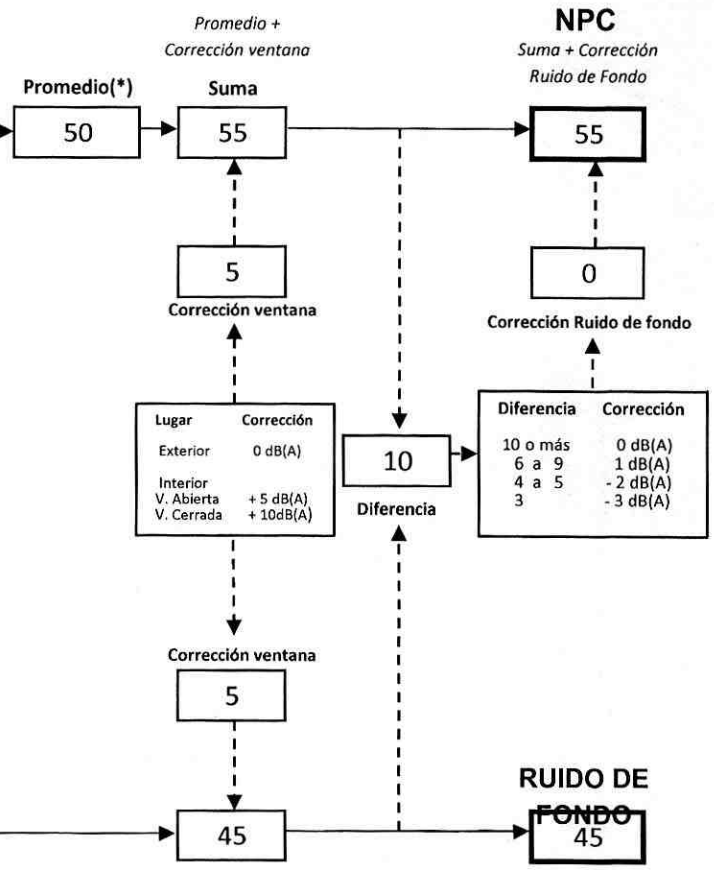 Promedio +
Corrección ventana
NPC
Suma + Corrección
Ruido de Fondo
Promedio(*)
Suma
50
55
55
5
0
Corrección ventana
Corrección Ruido de fondo
Lugar Corrección
Exterior 0 dB(A)
Interior
V. Abierta + 5 dB(A)
V. Cerrada + 10dB(A)
10
Diferencia
Diferencia Corrección
10 o más 0 dB(A)
6 a 9 1 dB(A)
4 a 5 - 2 dB(A)
3 - 3 dB(A)
Corrección ventana
5
RUIDO DE
FONDO
45
45